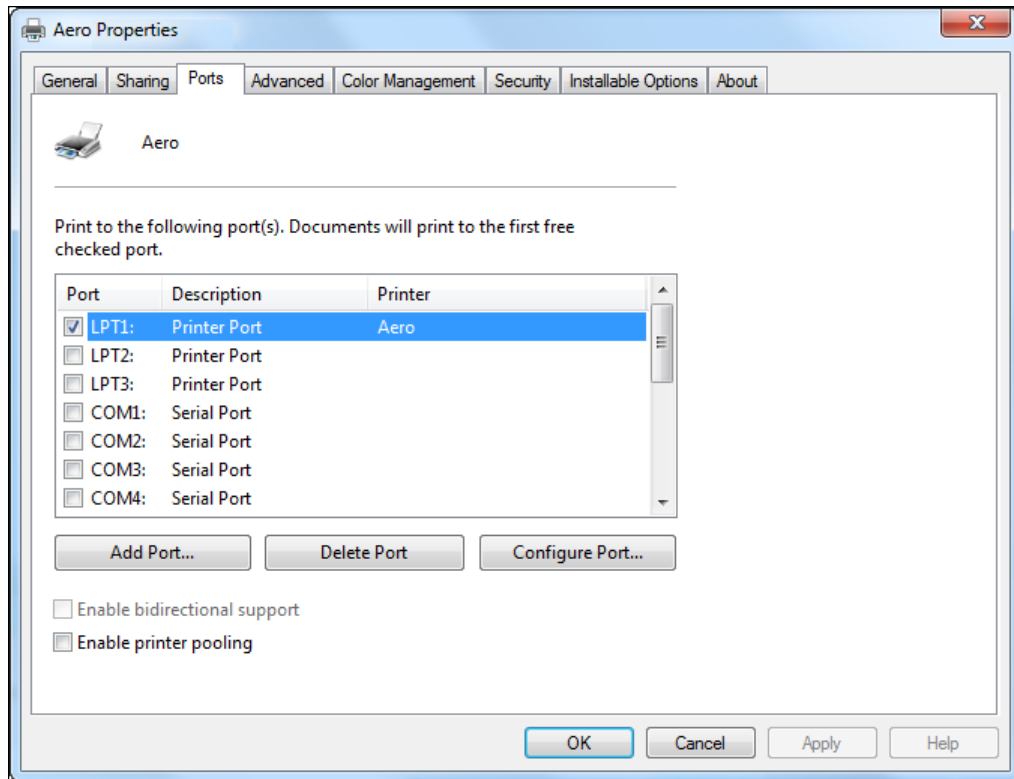 Aero Properties
General Sharing Ports Advanced Color Management Security Installable Options About
Aero
Print to the following port(s). Documents will print to the first free
checked port.
Port Description Printer
LPT1: Printer Port Aero
LPT2: Printer Port
LPT3: Printer Port
COM1: Serial Port
COM2: Serial Port
COM3: Serial Port
COM4: Serial Port
Add Port... Delete Port Configure Port...
Enable bidirectional support
Enable printer pooling
OK Cancel Apply Help